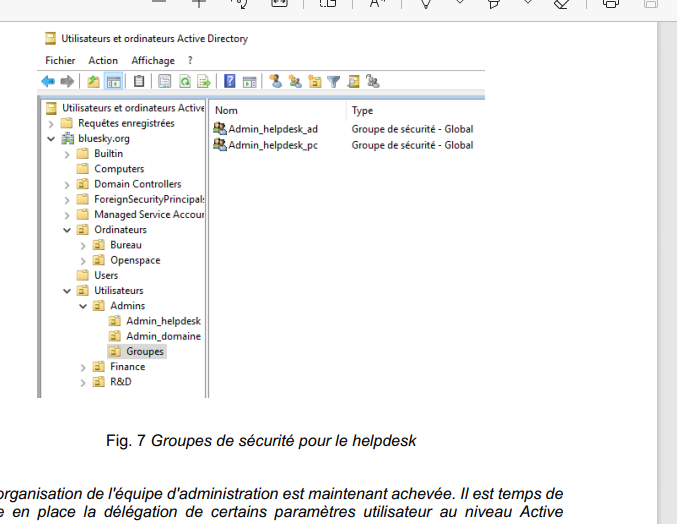 Utilisateurs et ordinateurs Active Directory
Fichier Action Affichage ?
Utilisateurs et ordinateurs Active
Nom Type
Requêtes enregistrées
Admin_helpdesk_ad Groupe de sécurité - Global
bluesky.org
Admin_helpdesk_pc Groupe de sécurité - Global
Builtin
Computers
Domain Controllers
ForeignSecurityPrincipals
Managed Service Accour
Ordinateurs
Bureau
Openspace
Users
Utilisateurs
Admins
Admin_helpdesk
Admin_domaine
Groupes
Finance
R&D
Fig. 7 Groupes de sécurité pour le helpdesk
organisation de l'équipe d'administration est maintenant achevée. Il est temps de
e en place la délégation de certains paramètres utilisateur au niveau Active